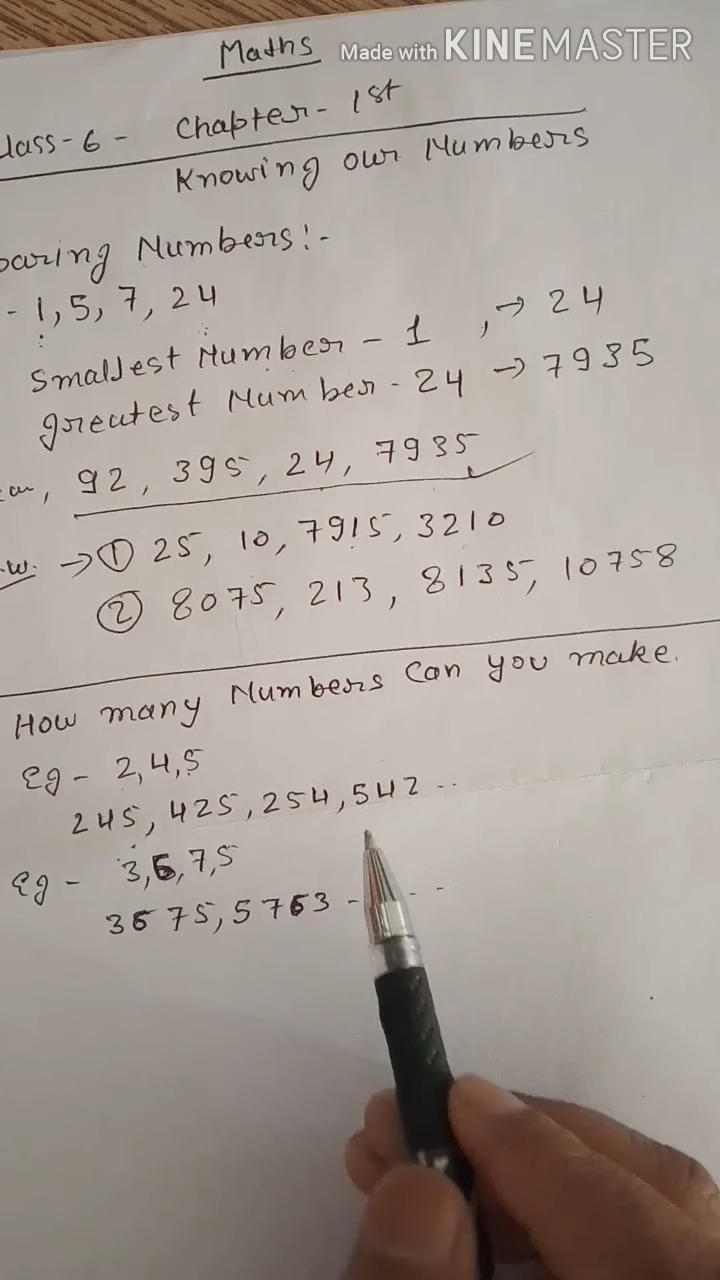 Maths
Made with KINEMASTER
lass-6 - Chapter - 1st
Knowing our Numbers
paring Numbers:-
- 1, 5, 7, 24
Smallest Number - 1 , → 24
greatest Number - 24 → 7935
92, 395, 24, 7935
.w. → ① 25, 10, 7915, 3210
② 8075, 213, 8135, 10758
How many Numbers Can you make.
Eg - 2,4,5
245, 425, 254, 542 --
Eg - 3,6,7,5
3675, 5763 - - -